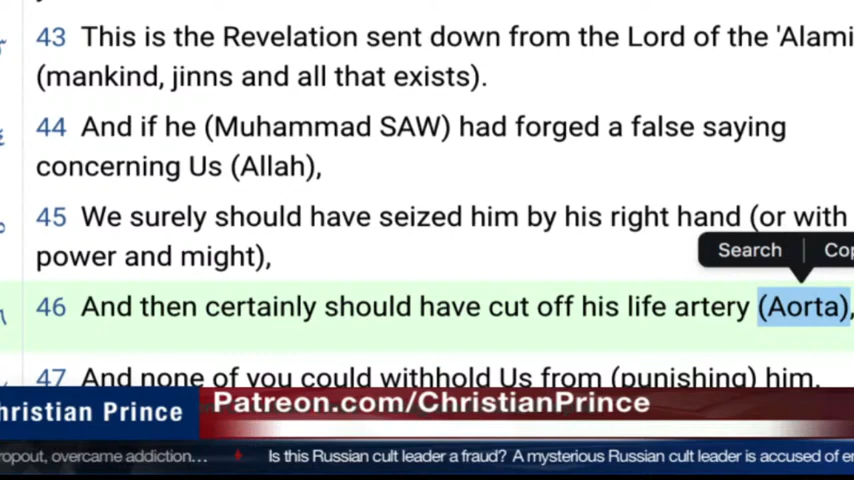 43 This is the Revelation sent down from the Lord of the 'Alami
(mankind, jinns and all that exists).
44 And if he (Muhammad SAW) had forged a false saying
concerning Us (Allah),
45 We surely should have seized him by his right hand (or with
power and might),
Search Cop
46 And then certainly should have cut off his life artery (Aorta),
47 And none of you could withhold Us from (punishing) him.
hristian Prince
Patreon.com/ChristianPrince
ropout, overcame addiction... Is this Russian cult leader a fraud? A mysterious Russian cult leader is accused of e